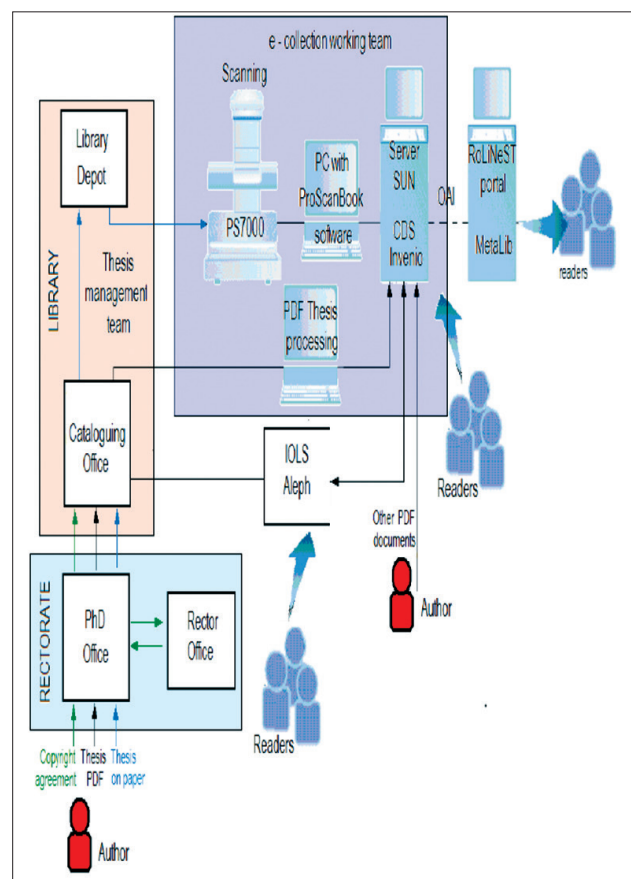 e - collection working team
Scanning
Library
Depot
PS7000
PC with
ProScanBook
software
Server
SUN
CDS
Invenio
OAI
RoLiNeST
portal
MetaLib
readers
Thesis
management
team
LIBRARY
PDF Thesis
processing
Cataloguing
Office
IOLS
Aleph
Readers
Other PDF
documents
Author
RECTORATE
PhD
Office
Rector
Office
Readers
Copyright
agreement
Thesis
PDF
Thesis
on paper
Author